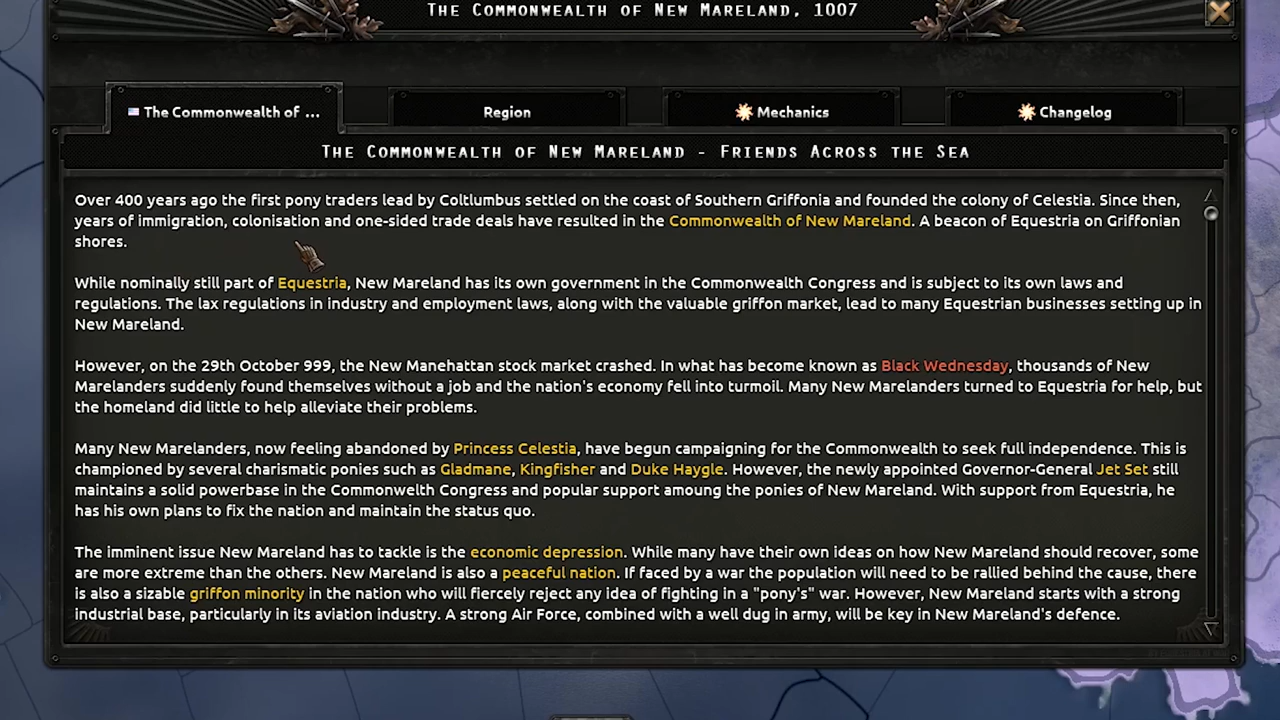 The Commonwealth of New Mareland, 1007
The Commonwealth of ...
Region
Mechanics
Changelog
The Commonwealth of New Mareland - Friends Across the Sea
Over 400 years ago the first pony traders lead by Coltlumbus settled on the coast of Southern Griffonia and founded the colony of Celestia. Since then,
years of immigration, colonisation and one-sided trade deals have resulted in the Commonwealth of New Mareland. A beacon of Equestria on Griffonian
shores.
While nominally still part of Equestria, New Mareland has its own government in the Commonwealth Congress and is subject to its own laws and
regulations. The lax regulations in industry and employment laws, along with the valuable griffon market, lead to many Equestrian businesses setting up in
New Mareland.
However, on the 29th October 999, the New Manehattan stock market crashed. In what has become known as Black Wednesday, thousands of New
Marelanders suddenly found themselves without a job and the nation's economy fell into turmoil. Many New Marelanders turned to Equestria for help, but
the homeland did little to help alleviate their problems.
Many New Marelanders, now feeling abandoned by Princess Celestia, have begun campaigning for the Commonwealth to seek full independence. This is
championed by several charismatic ponies such as Gladmane, Kingfisher and Duke Haygle. However, the newly appointed Governor-General Jet Set still
maintains a solid powerbase in the Commonwelth Congress and popular support amoung the ponies of New Mareland. With support from Equestria, he
has his own plans to fix the nation and maintain the status quo.
The imminent issue New Mareland has to tackle is the economic depression. While many have their own ideas on how New Mareland should recover, some
are more extreme than the others. New Mareland is also a peaceful nation. If faced by a war the population will need to be rallied behind the cause, there
is also a sizable griffon minority in the nation who will fiercely reject any idea of fighting in a "pony's" war. However, New Mareland starts with a strong
industrial base, particularly in its aviation industry. A strong Air Force, combined with a well dug in army, will be key in New Mareland's defence.